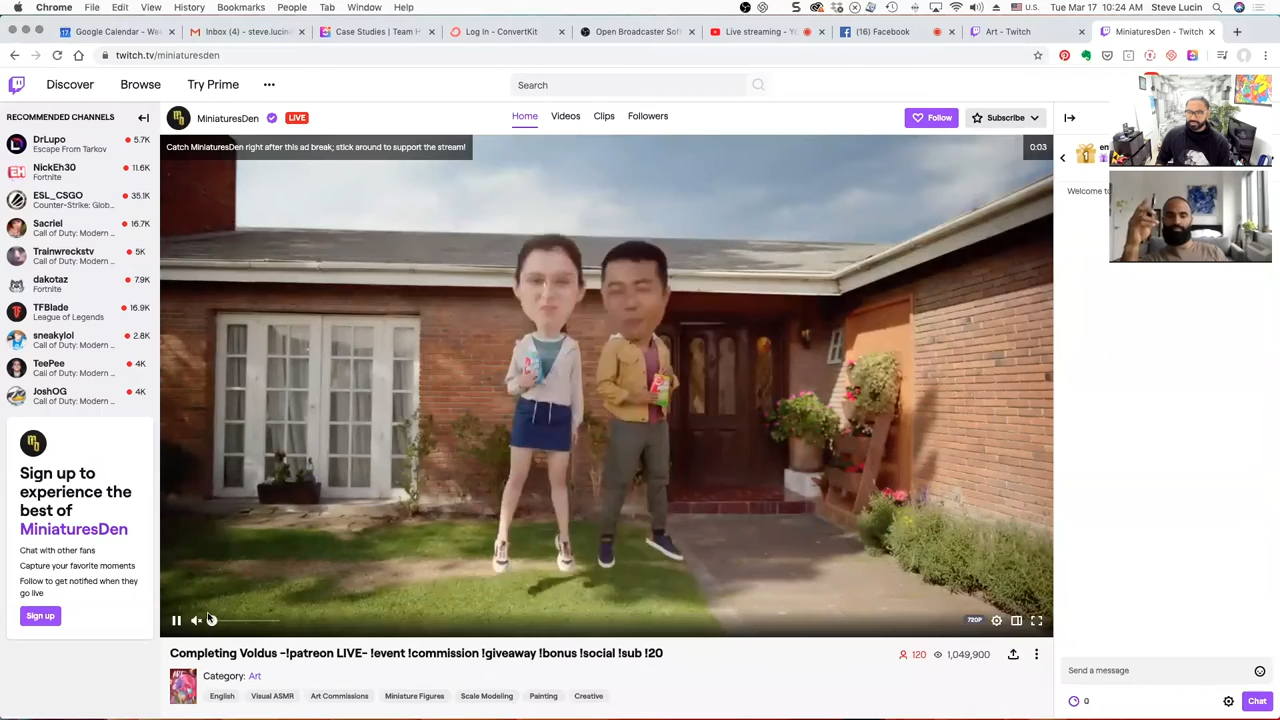 Chrome File Edit View History Bookmarks People Tab Window Help U.S. Tue Mar 17 10:24 AM Steve Lucin
Google Calendar - Wee Inbox (4) - steve.lucine Case Studies | Team H Log In - ConvertKit Open Broadcaster Soft Live streaming - Yo (16) Facebook Art - Twitch MiniaturesDen - Twitch
twitch.tv/miniaturesden
Discover Browse Try Prime Search
RECOMMENDED CHANNELS
DrLupo 5.7K
Escape From Tarkov
NickEh30 11.6K
Fortnite
ESL_CSGO 35.1K
Counter-Strike: Glob...
Sacriel 16.7K
Call of Duty: Modern ...
Trainwreckstv 5K
Call of Duty: Modern ...
dakotaz 7.9K
Fortnite
TFBlade 16.9K
League of Legends
sneakylol 2.8K
Call of Duty: Modern ...
TeePee 4K
Call of Duty: Modern ...
JoshOG 4K
Call of Duty: Modern ...
Sign up to
experience the
best of
MiniaturesDen
Chat with other fans
Capture your favorite moments
Follow to get notified when they
go live
Sign up
MiniaturesDen LIVE Home Videos Clips Followers Follow Subscribe
Catch MiniaturesDen right after this ad break; stick around to support the stream! 0:03
720P
Completing Voldus -!patreon LIVE- !event !commission !giveaway !bonus !social !sub !20
120 1,049,900
Category: Art
English Visual ASMR Art Commissions Miniature Figures Scale Modeling Painting Creative
Welcome to
Send a message
0 Chat